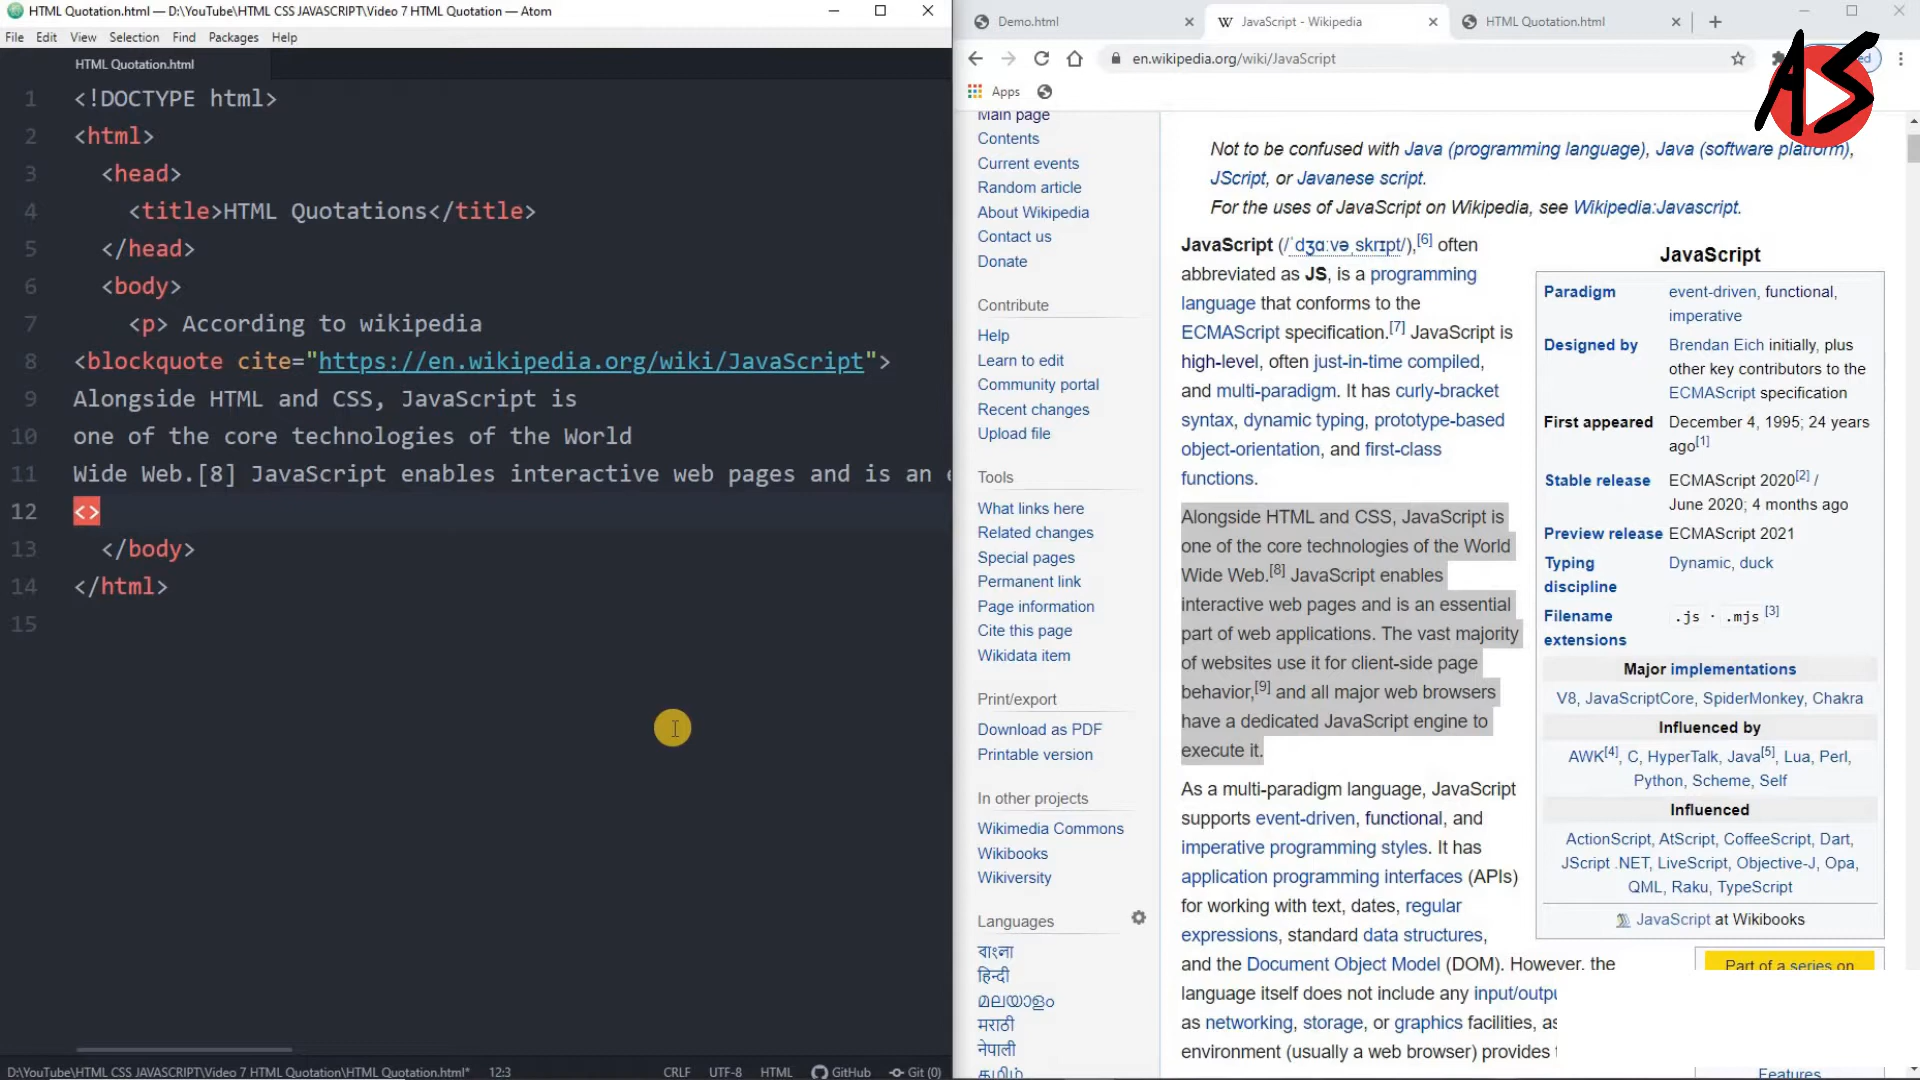 HTML Quotation.html — D:\YouTube\HTML CSS JAVASCRIPT\Video 7 HTML Quotation — Atom
File Edit View Selection Find Packages Help
HTML Quotation.html
1 <!DOCTYPE html>
2 <html>
3 <head>
4 <title>HTML Quotations</title>
5 </head>
6 <body>
7 <p> According to wikipedia
8 <blockquote cite="https://en.wikipedia.org/wiki/JavaScript">
9 Alongside HTML and CSS, JavaScript is
10 one of the core technologies of the World
11 Wide Web.[8] JavaScript enables interactive web pages and is an
12 <>
13 </body>
14 </html>
15
D:\YouTube\HTML CSS JAVASCRIPT\Video 7 HTML Quotation\HTML Quotation.html* 12:3 CRLF UTF-8 HTML GitHub Git (0)
Demo.html
JavaScript - Wikipedia
HTML Quotation.html
en.wikipedia.org/wiki/JavaScript
AS
Apps
Main page
Contents
Current events
Random article
About Wikipedia
Contact us
Donate
Contribute
Help
Learn to edit
Community portal
Recent changes
Upload file
Tools
What links here
Related changes
Special pages
Permanent link
Page information
Cite this page
Wikidata item
Print/export
Download as PDF
Printable version
In other projects
Wikimedia Commons
Wikibooks
Wikiversity
Languages
বাংলা
हिन्दी
മലയാളം
मराठी
नेपाली
Not to be confused with Java (programming language), Java (software platform),
JScript, or Javanese script.
For the uses of JavaScript on Wikipedia, see Wikipedia:Javascript.
JavaScript (/ˈdʒɑːvəˌskrɪpt/),[6] often
abbreviated as JS, is a programming
language that conforms to the
ECMAScript specification.[7] JavaScript is
high-level, often just-in-time compiled,
and multi-paradigm. It has curly-bracket
syntax, dynamic typing, prototype-based
object-orientation, and first-class
functions.
Alongside HTML and CSS, JavaScript is
one of the core technologies of the World
Wide Web.[8] JavaScript enables
interactive web pages and is an essential
part of web applications. The vast majority
of websites use it for client-side page
behavior,[9] and all major web browsers
have a dedicated JavaScript engine to
execute it.
As a multi-paradigm language, JavaScript
supports event-driven, functional, and
imperative programming styles. It has
application programming interfaces (APIs)
for working with text, dates, regular
expressions, standard data structures,
and the Document Object Model (DOM). However, the
language itself does not include any
as networking, storage, or graphics facilities,
environment (usually a web browser) provides
JavaScript
Paradigm event-driven, functional,
imperative
Designed by Brendan Eich initially, plus
other key contributors to the
ECMAScript specification
First appeared December 4, 1995; 24 years
ago[1]
Stable release ECMAScript 2020[2] /
June 2020; 4 months ago
Preview release ECMAScript 2021
Typing Dynamic, duck
discipline
Filename .js · .mjs [3]
extensions
Major implementations
V8, JavaScriptCore, SpiderMonkey, Chakra
Influenced by
AWK[4], C, HyperTalk, Java[5], Lua, Perl,
Python, Scheme, Self
Influenced
ActionScript, AtScript, CoffeeScript, Dart,
JScript .NET, LiveScript, Objective-J, Opa,
QML, Raku, TypeScript
JavaScript at Wikibooks
Part of a series on